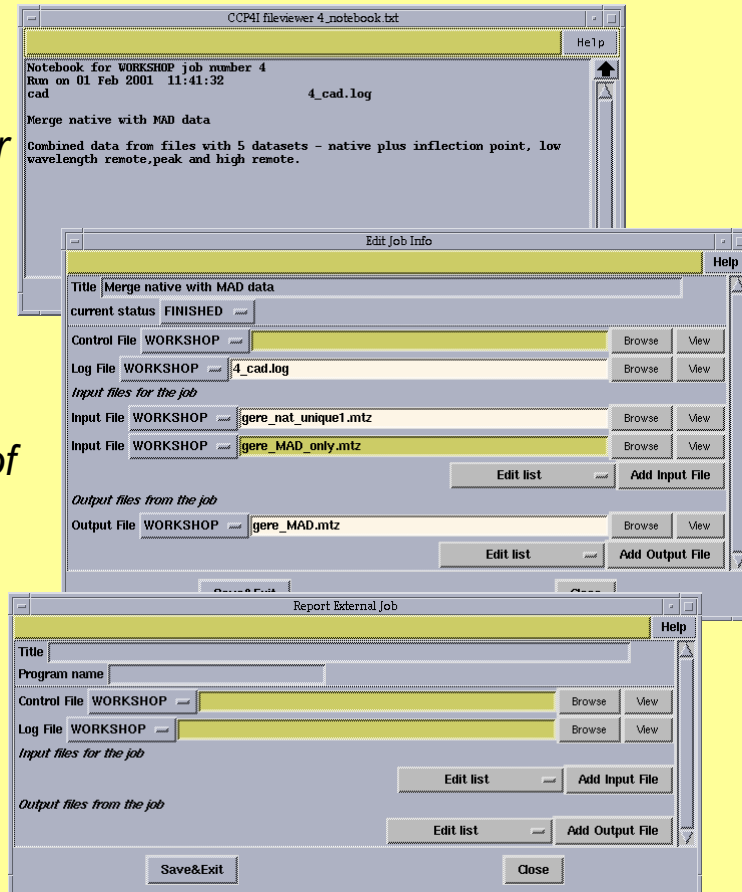 CCP4I fileviewer 4_notebook.txt
Help
Notebook for WORKSHOP job number 4
Run on 01 Feb 2001 11:41:32
cad 4_cad.log
Merge native with MAD data
Combined data from files with 5 datasets - native plus inflection point, low
wavelength remote,peak and high remote.
r
of
Edit Job Info
Help
Title Merge native with MAD data
current status FINISHED
Control File WORKSHOP Browse View
Log File WORKSHOP 4_cad.log Browse View
Input files for the job
Input File WORKSHOP gere_nat_unique1.mtz Browse View
Input File WORKSHOP gere_MAD_only.mtz Browse View
Edit list Add Input File
Output files from the job
Output File WORKSHOP gere_MAD.mtz Browse View
Edit list Add Output File
Save&Exit Close
Report External Job
Help
Title
Program name
Control File WORKSHOP Browse View
Log File WORKSHOP Browse View
Input files for the job
Edit list Add Input File
Output files from the job
Edit list Add Output File
Save&Exit Close